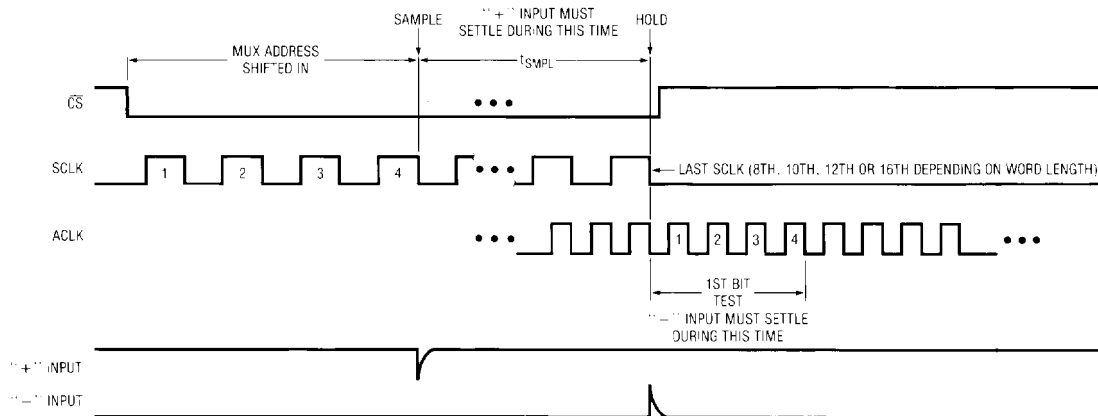 SAMPLE
"+" INPUT MUST
SETTLE DURING THIS TIME
HOLD
MUX ADDRESS
SHIFTED IN
tSMPL
CS
SCLK
1 2 3 4
LAST SCLK (8TH, 10TH, 12TH OR 16TH DEPENDING ON WORD LENGTH)
ACLK
1 2 3 4
1ST BIT
TEST
"–" INPUT MUST SETTLE
DURING THIS TIME
"+" INPUT
"–" INPUT